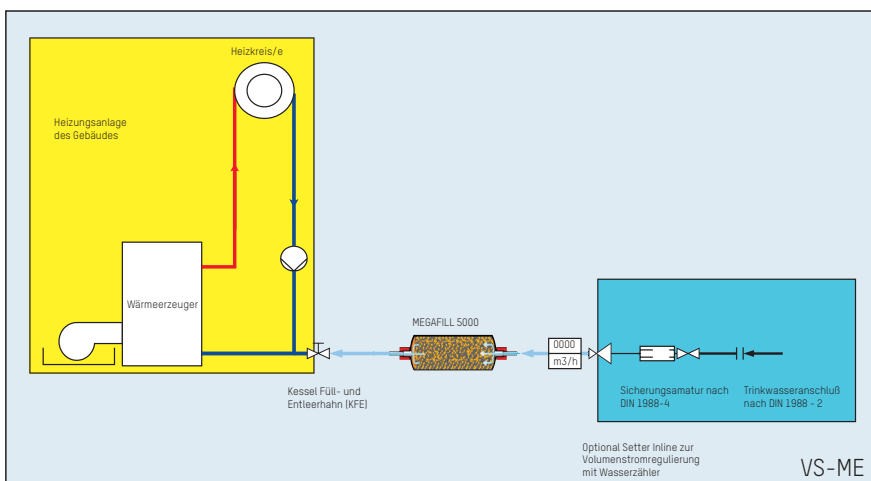 Heizkreis/e
Heizungsanlage
des Gebäudes
Wärmeerzeuger
MEGAFILL 5000
0000
m3/h
Kessel Füll- und
Entleerhahn (KFE)
Sicherungsamatur nach
DIN 1988-4
Trinkwasseranschluß
nach DIN 1988 - 2
Optional Setter Inline zur
Volumenstromregulierung
mit Wasserzähler
VS-ME